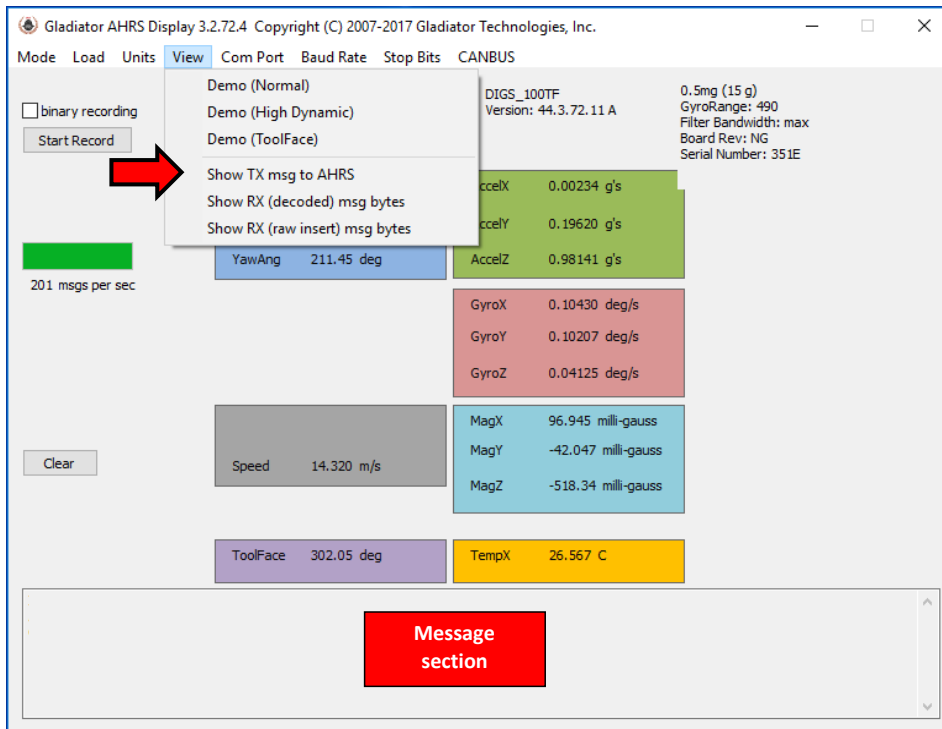 Gladiator AHRS Display 3.2.72.4 Copyright (C) 2007-2017 Gladiator Technologies, Inc.
Mode Load Units View Com Port Baud Rate Stop Bits CANBUS
Demo (Normal)
Demo (High Dynamic)
Demo (ToolFace)
Show TX msg to AHRS
Show RX (decoded) msg bytes
Show RX (raw insert) msg bytes
binary recording
Start Record
DIGS_100TF
Version: 44.3.72.11 A
0.5mg (15 g)
GyroRange: 490
Filter Bandwidth: max
Board Rev: NG
Serial Number: 351E
ccelX 0.00234 g's
ccelY 0.19620 g's
YawAng 211.45 deg
AccelZ 0.98141 g's
201 msgs per sec
GyroX 0.10430 deg/s
GyroY 0.10207 deg/s
GyroZ 0.04125 deg/s
MagX 96.945 milli-gauss
MagY -42.047 milli-gauss
MagZ -518.34 milli-gauss
Clear
Speed 14.320 m/s
ToolFace 302.05 deg
TempX 26.567 C
Message
section